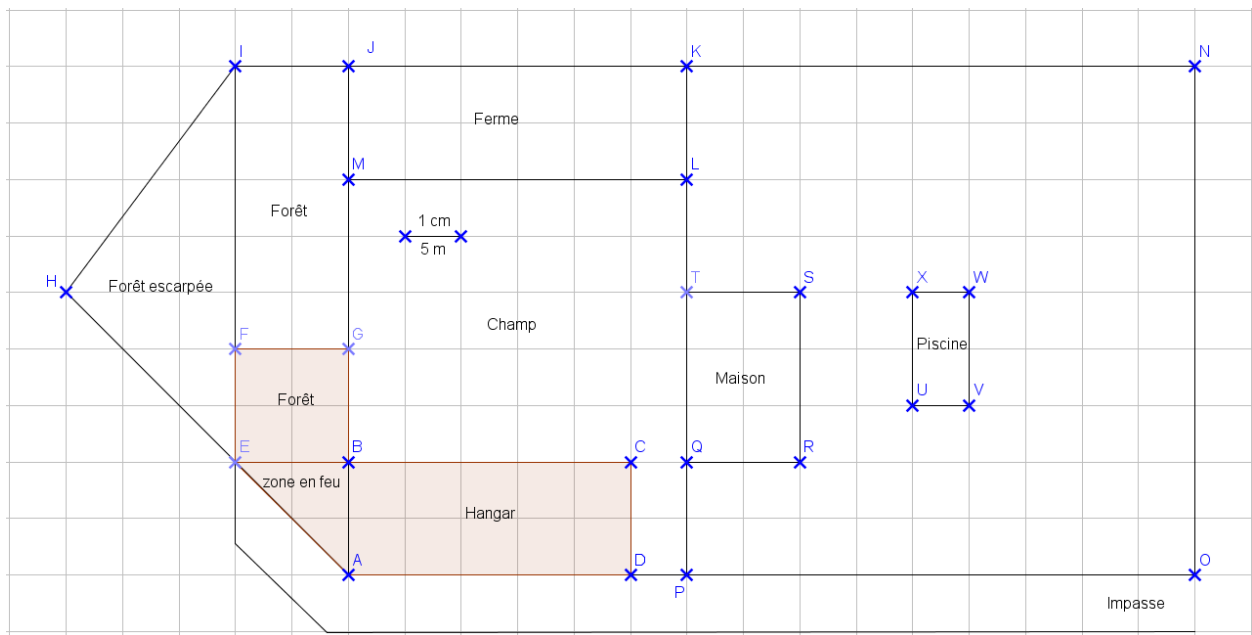 I J K N
Ferme
M L
Forêt
1 cm
5 m
H Forêt escarpée
T S X W
Champ
F G Piscine
Maison
Forêt U V
E B C Q R
zone en feu
Hangar
A D P O
Impasse